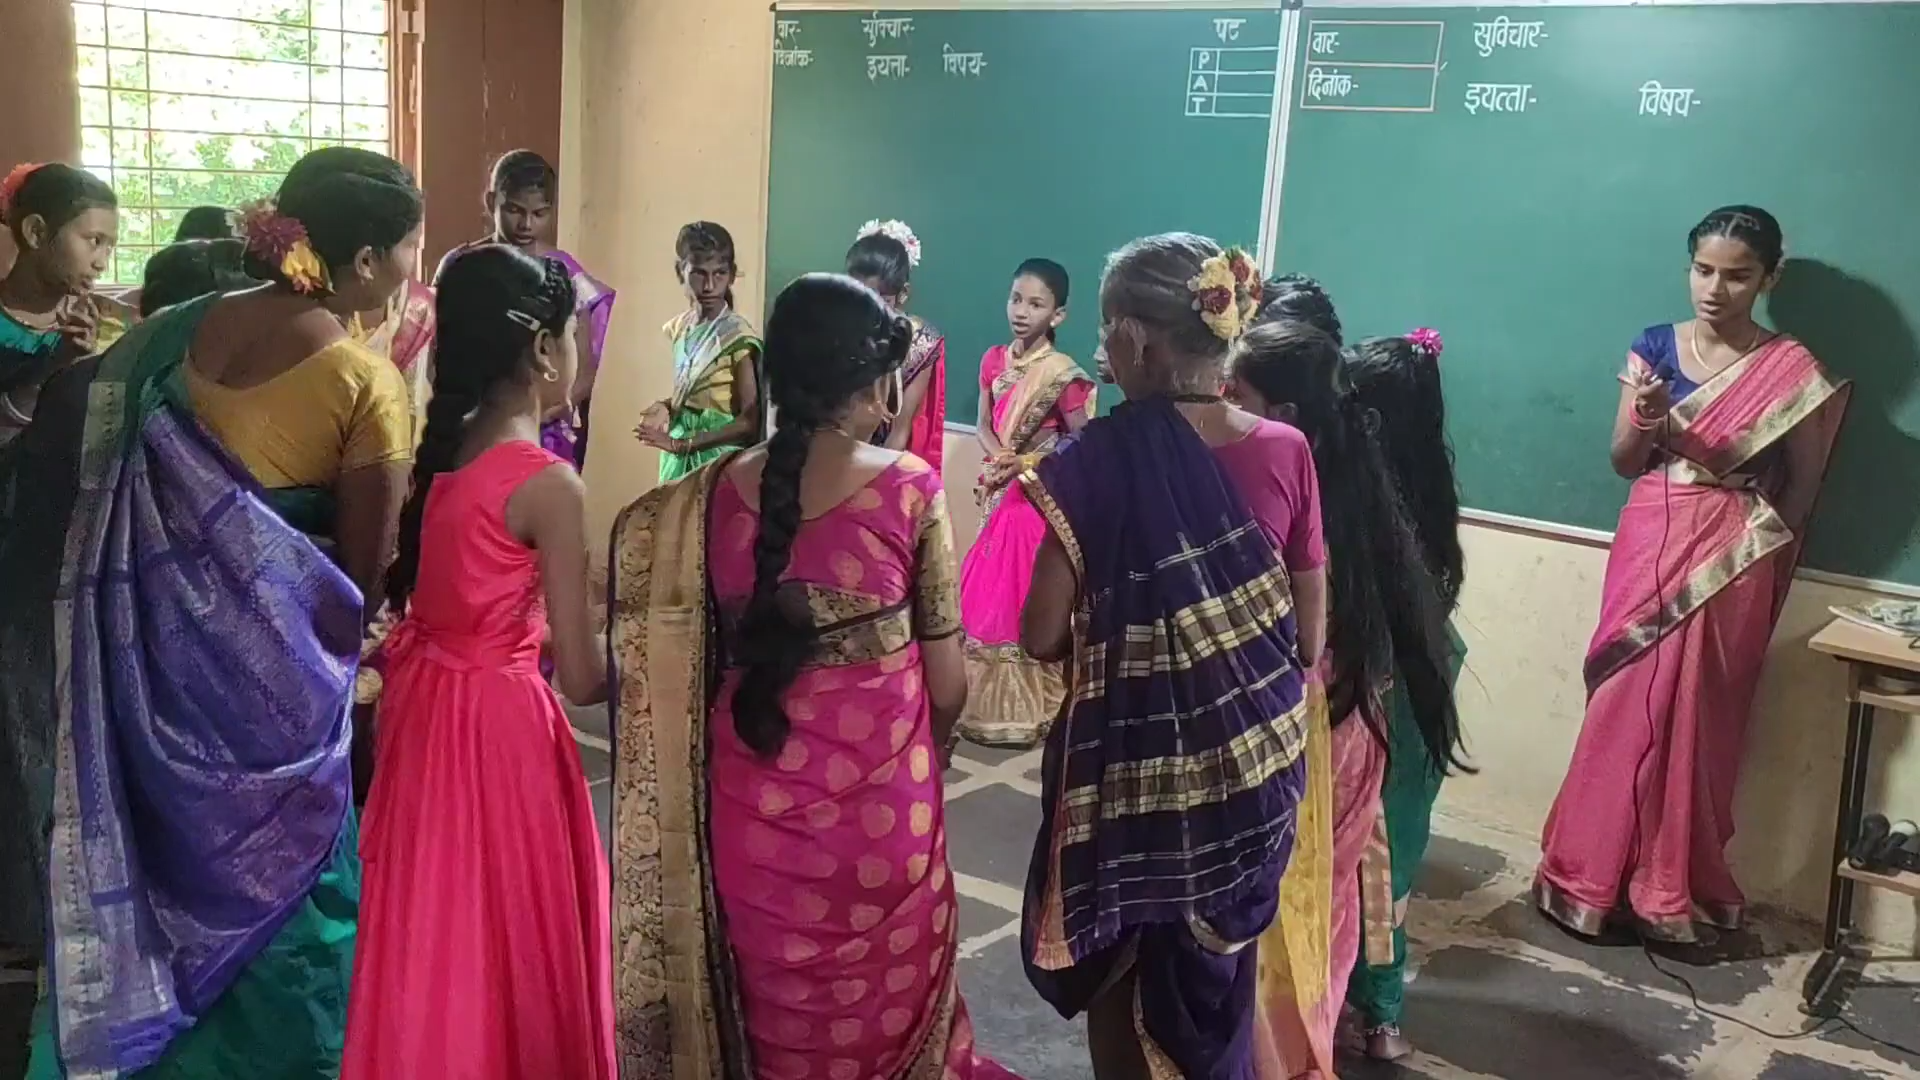 वार-
दिनांक-
सुविचार-
इयत्ता- विषय-
पट
P
A
T
वार-
दिनांक-
सुविचार-
इयत्ता- विषय-